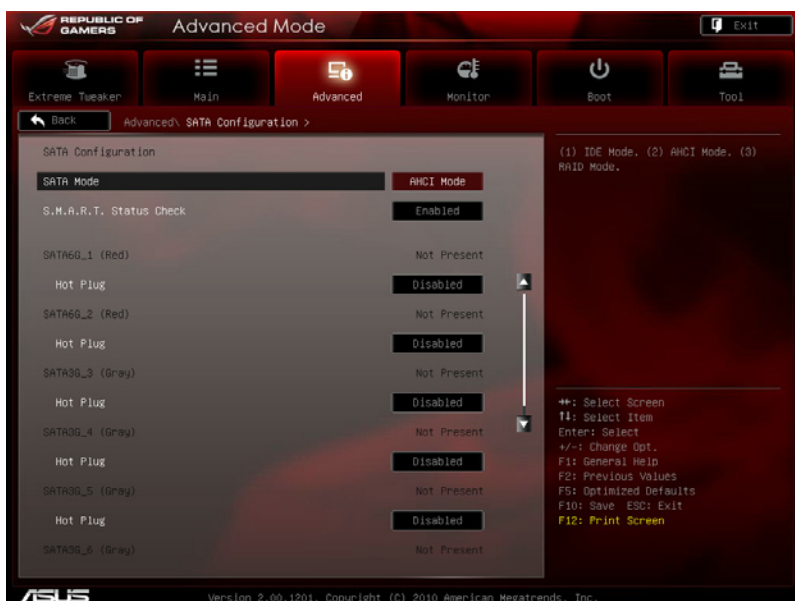 REPUBLIC OF
GAMERS
Advanced Mode
Exit
Extreme Tweaker
Main
Advanced
Monitor
Boot
Tool
Back
Advanced\ SATA Configuration >
SATA Configuration
SATA Mode AHCI Mode
S.M.A.R.T. Status Check Enabled
SATA6G_1 (Red) Not Present
Hot Plug Disabled
SATA6G_2 (Red) Not Present
Hot Plug Disabled
SATA3G_3 (Gray) Not Present
Hot Plug Disabled
SATA3G_4 (Gray) Not Present
Hot Plug Disabled
SATA3G_5 (Gray) Not Present
Hot Plug Disabled
SATA3G_6 (Gray) Not Present
(1) IDE Mode. (2) AHCI Mode. (3)
RAID Mode.
→←: Select Screen
↑↓: Select Item
Enter: Select
+/-: Change Opt.
F1: General Help
F2: Previous Values
F5: Optimized Defaults
F10: Save ESC: Exit
F12: Print Screen
ASUS
Version 2.00.1201. Copyright (C) 2010 American Megatrends, Inc.